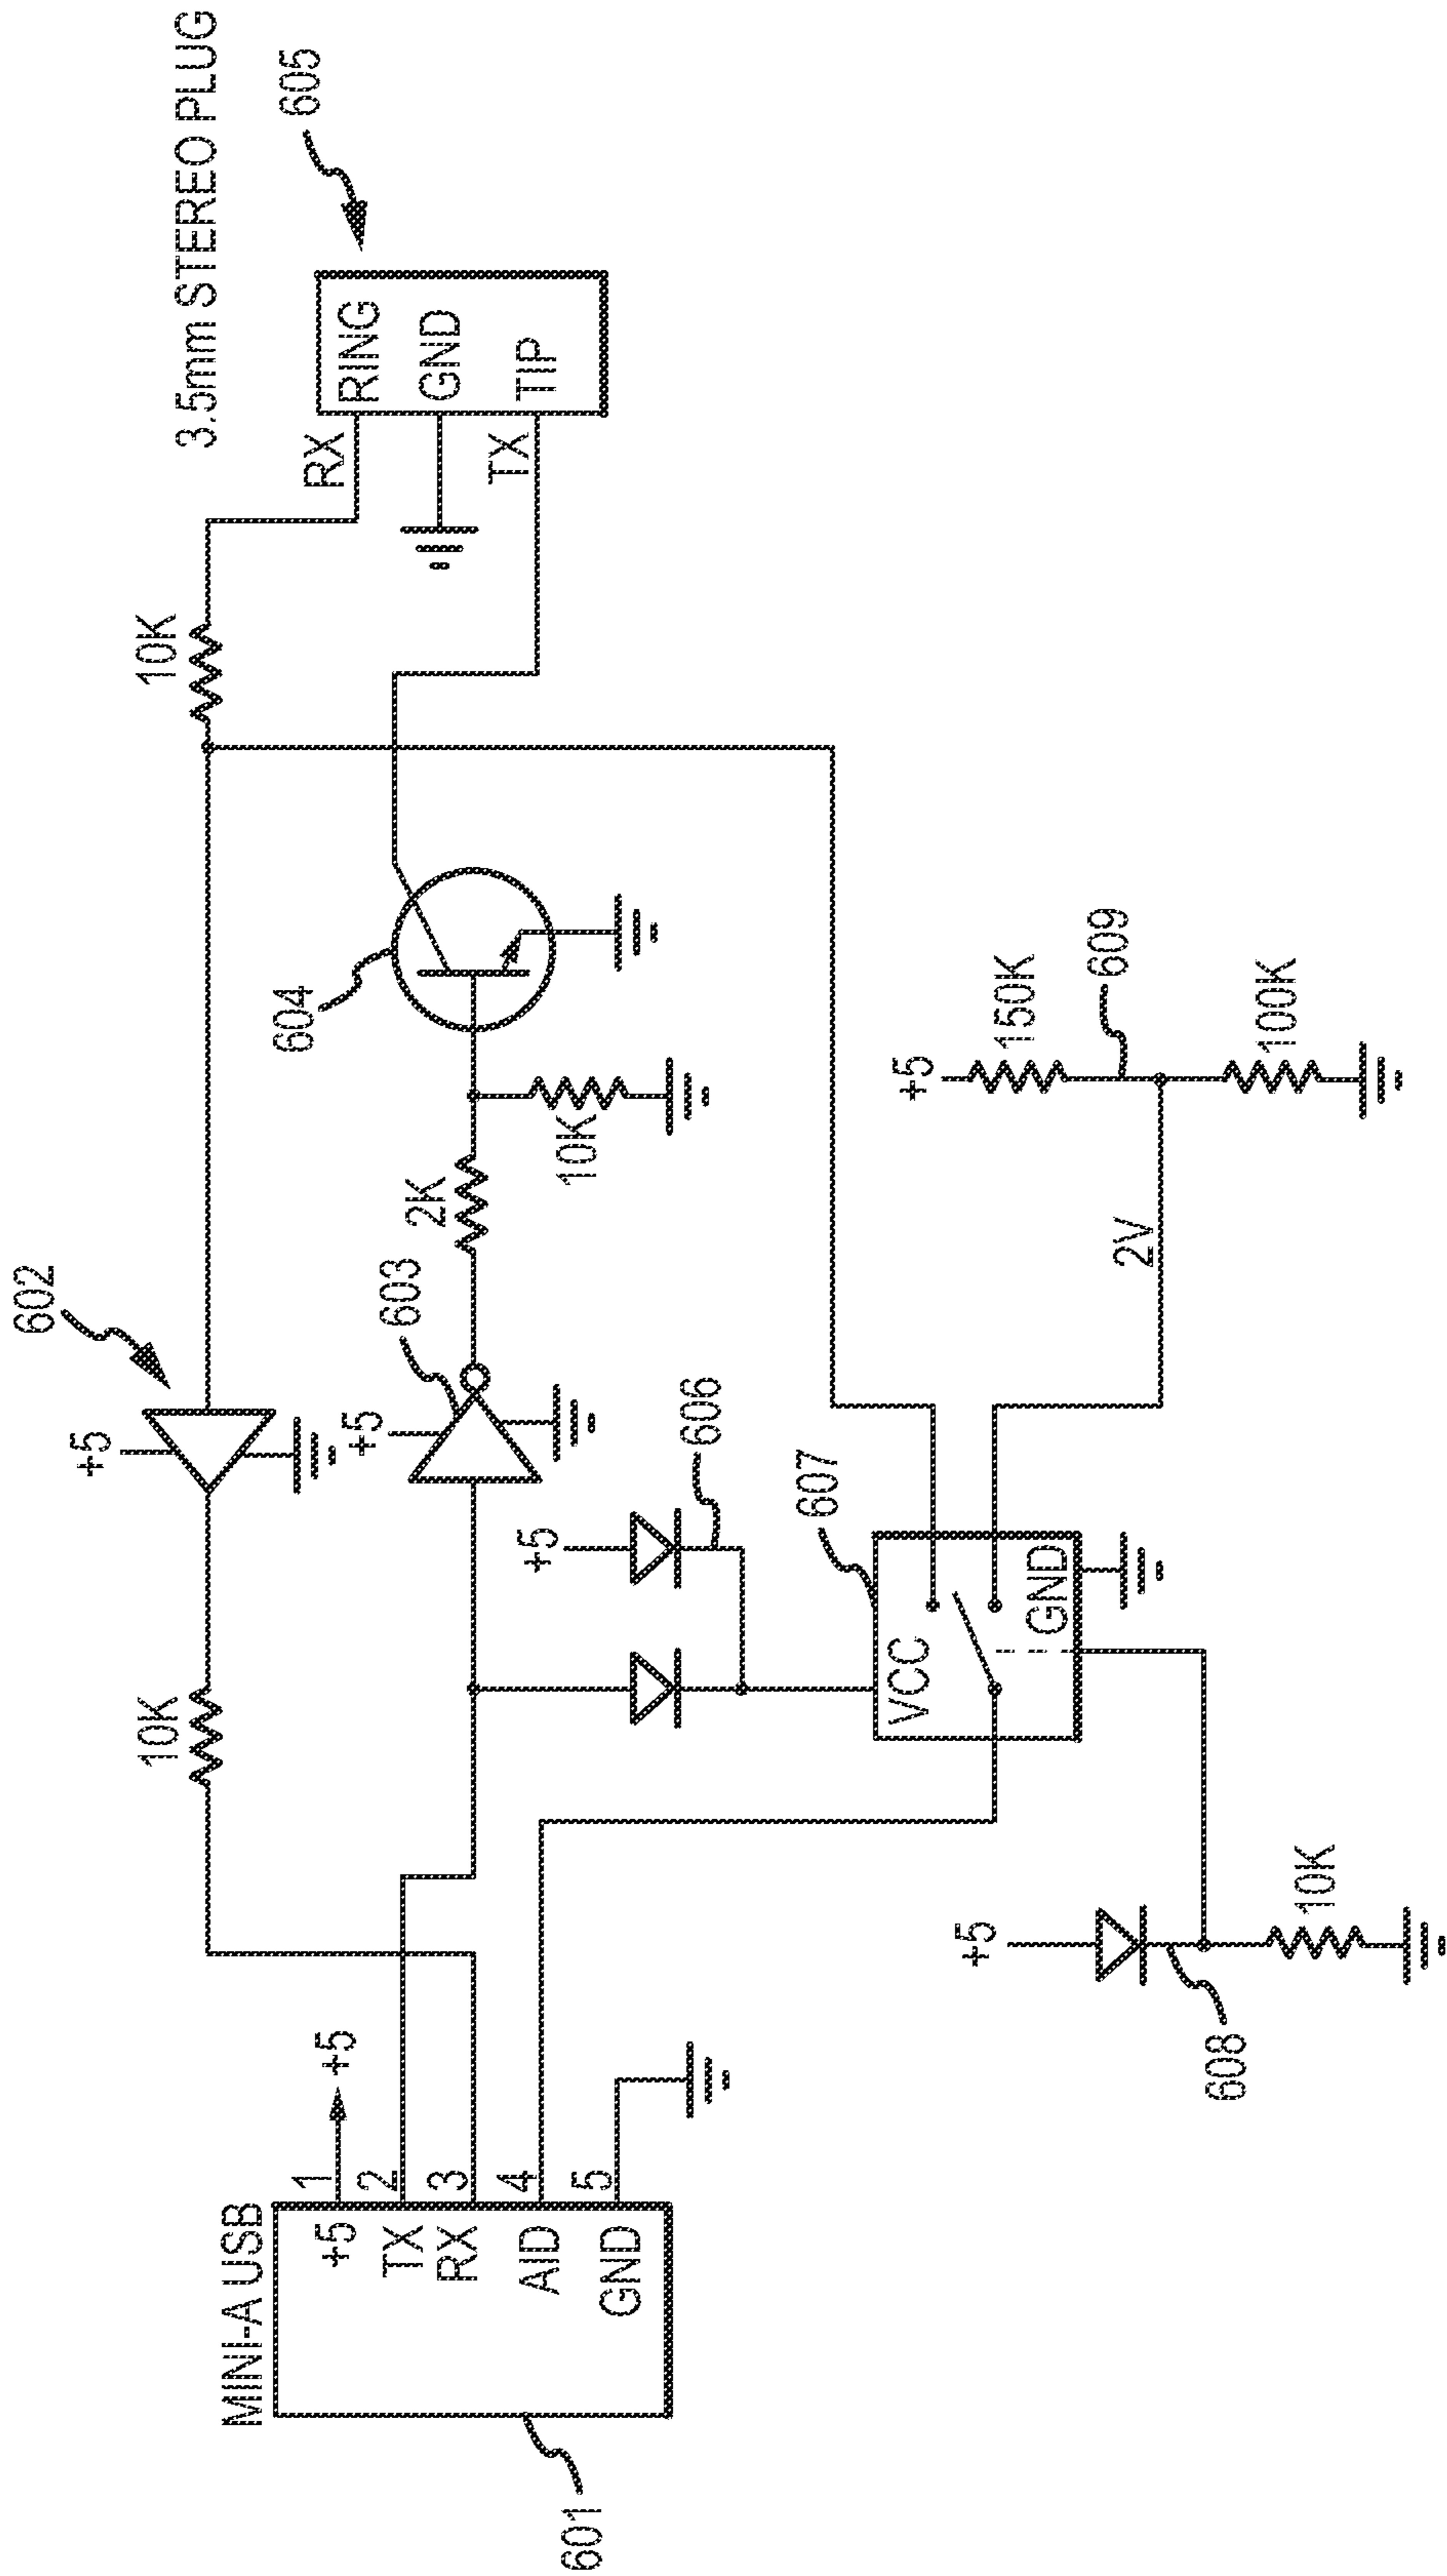 3.5mm STEREO PLUG
605
RING
GND
TIP
RX
TX
10K
604
602
+5
10K
603
+5
2K
10K
+5
606
607
VCC
GND
+5
150K
609
100K
2V
+5
608
10K
MINI-A USB
601
+5
TX
RX
AID
GND
1
2
3
4
5
+5